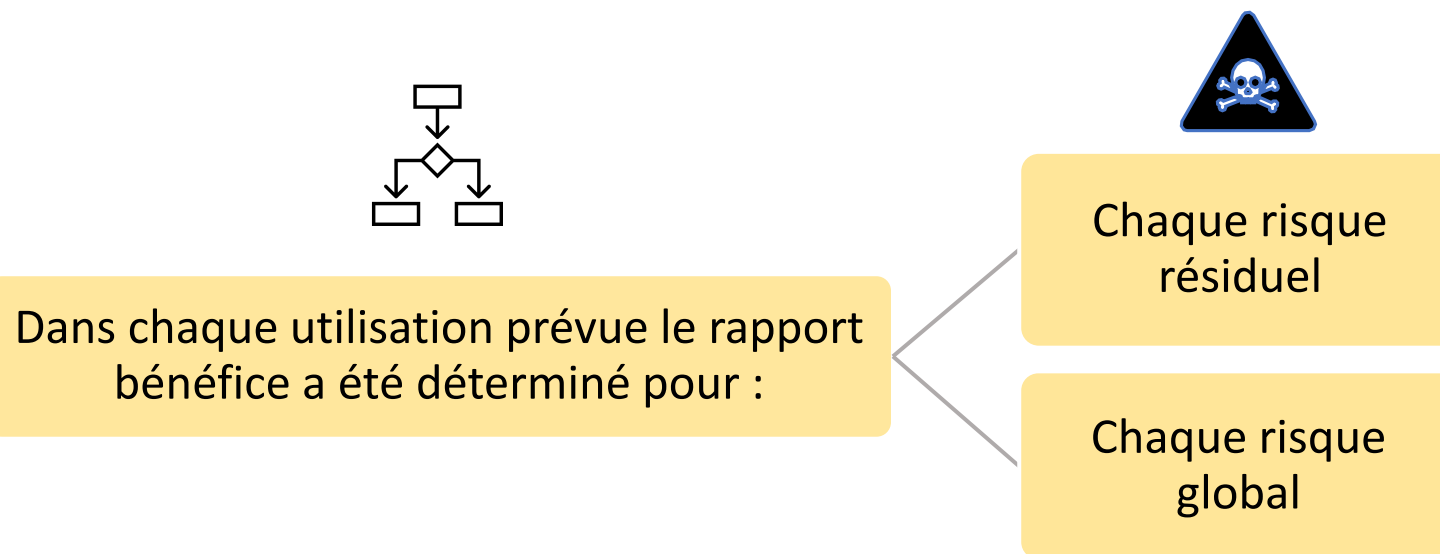 Dans chaque utilisation prévue le rapport
bénéfice a été déterminé pour :
Chaque risque
résiduel
Chaque risque
global